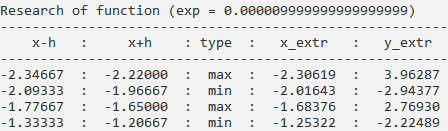 Research of function (exp = 0.000009999999999999999999)
--------------------------------------------------------
x-h : x+h : type : x_extr : y_extr
--------------------------------------------------------
-2.34667 : -2.22000 : max : -2.30619 : 3.96287
-2.09333 : -1.96667 : min : -2.01643 : -2.94377
-1.77667 : -1.65000 : max : -1.68376 : 2.76930
-1.33333 : -1.20667 : min : -1.25322 : -2.22489